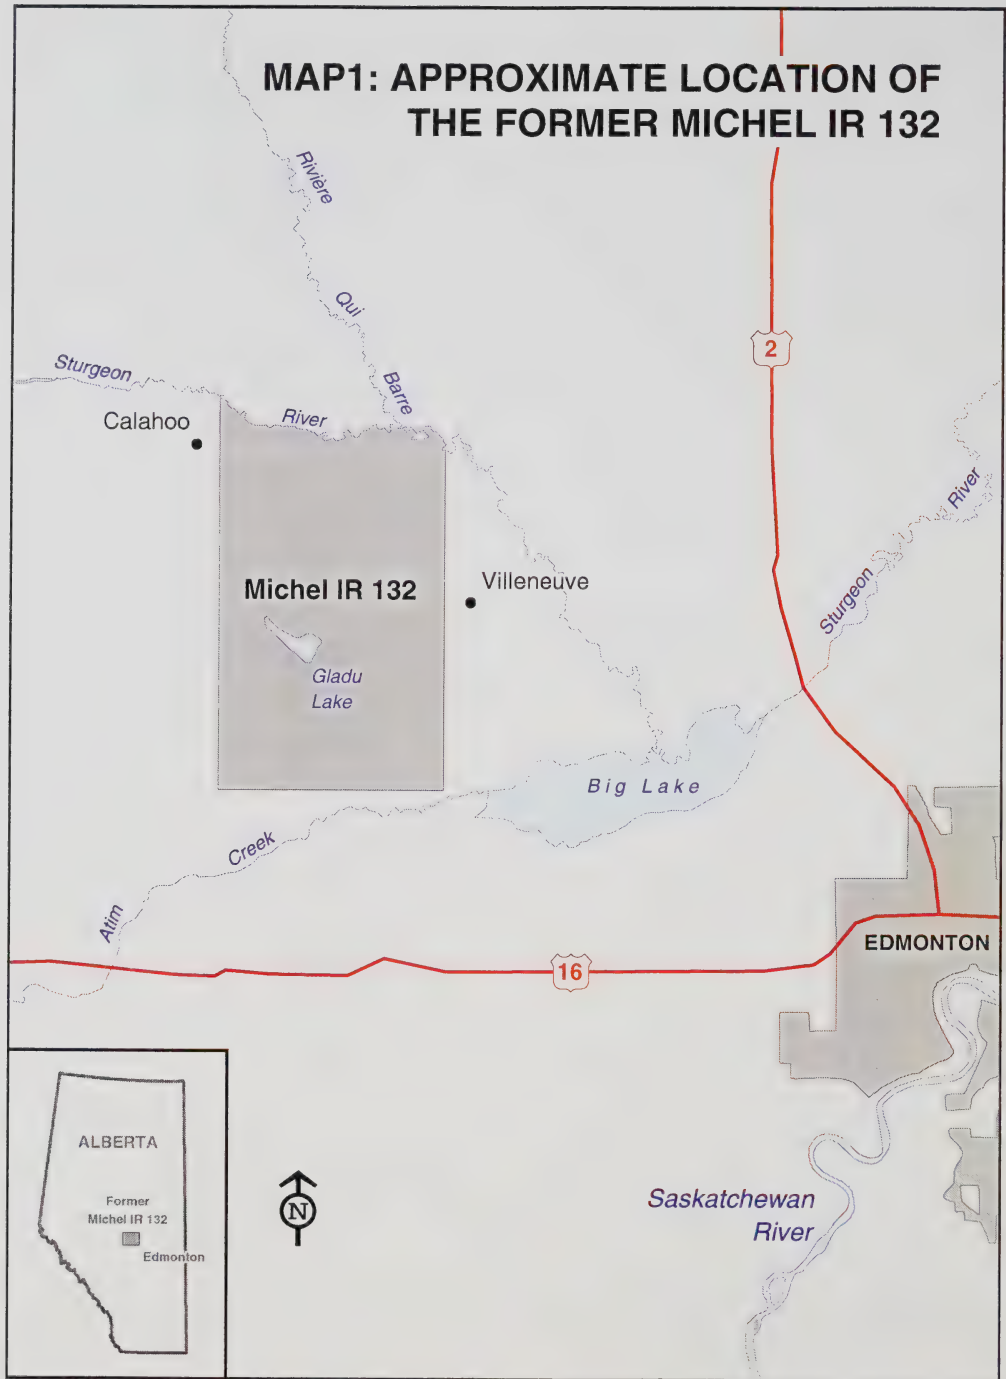 MAP1: APPROXIMATE LOCATION OF
THE FORMER MICHEL IR 132
Rivière
Qui
Barre
2
Sturgeon
River
Calahoo
River
Sturgeon
Michel IR 132
Villeneuve
Gladu
Lake
Big Lake
Creek
Atim
EDMONTON
16
ALBERTA
Former
Michel IR 132
Edmonton
N
Saskatchewan
River